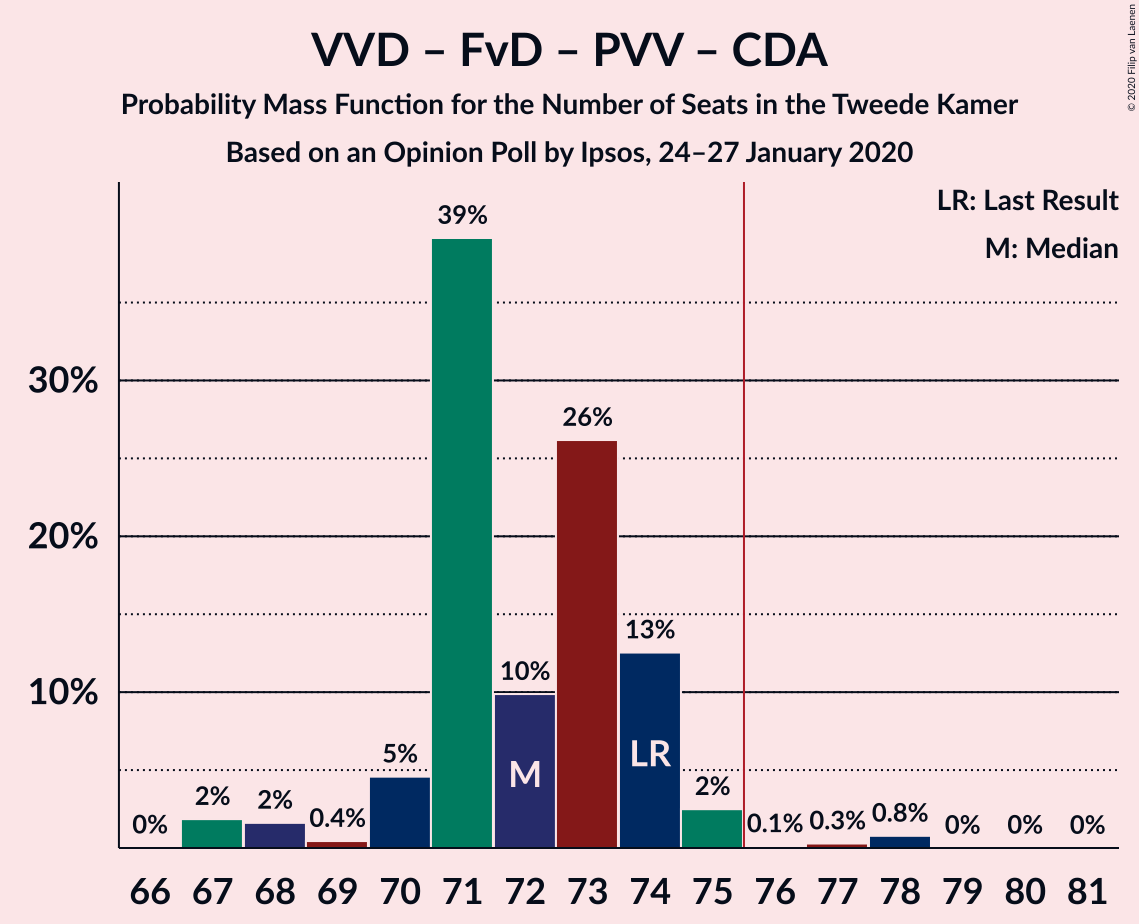 VVD – FvD – PVV – CDA
Probability Mass Function for the Number of Seats in the Tweede Kamer
Based on an Opinion Poll by Ipsos, 24–27 January 2020
© 2020 Filip van Laenen
LR: Last Result
M: Median
30%
20%
10%
0%
2%
2%
0.4%
5%
39%
10%
26%
13%
2%
0.1%
0.3%
0.8%
0%
0%
0%
M
LR
66 67 68 69 70 71 72 73 74 75 76 77 78 79 80 81